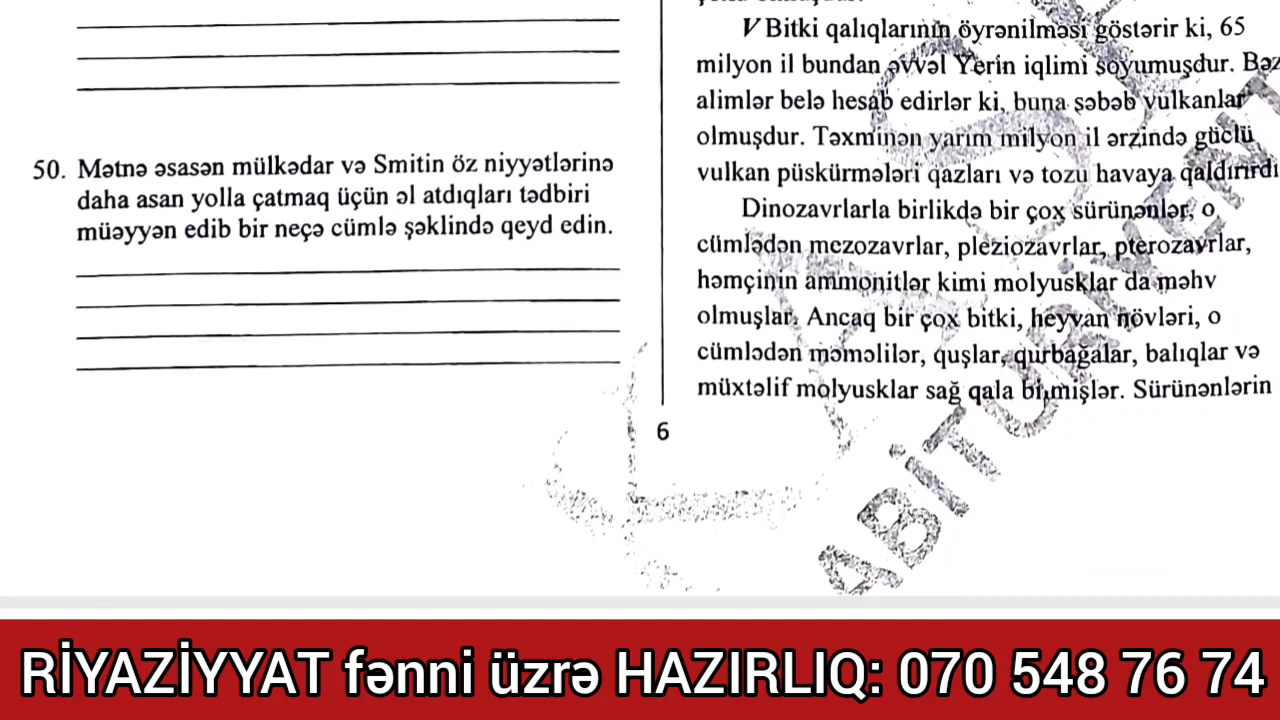 50. Mətnə əsasən mülkədar və Smitin öz niyyətlərinə
daha asan yolla çatmaq üçün əl atdıqları tədbiri
müəyyən edib bir neçə cümlə şəklində qeyd edin.
V Bitki qalıqlarının öyrənilməsi göstərir ki, 65
milyon il bundan əvvəl Yerin iqlimi soyumuşdur. Bəz
alimlər belə hesab edirlər ki, buna səbəb vulkanlar
olmuşdur. Təxminən yarım milyon il ərzində güclü
vulkan püskürmələri qazları və tozu havaya qaldırırdı
Dinozavrlarla birlikdə bir çox sürünənlər, o
cümlədən mezozavrlar, pleziozavrlar, pterozavrlar,
həmçinin ammonitlər kimi molyusklar da məhv
olmuşlar. Ancaq bir çox bitki, heyvan növləri, o
cümlədən məməlilər, quşlar, qurbağalar, balıqlar və
müxtəlif molyusklar sağ qala bilmişlər. Sürünənlərin
6
RİYAZİYYAT fənni üzrə HAZIRLIQ: 070 548 76 74